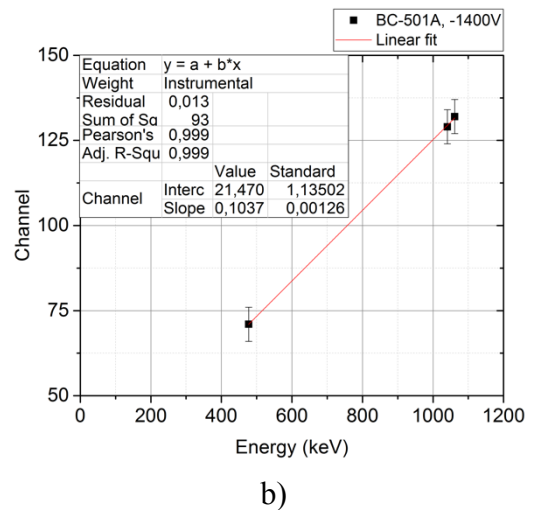 BC-501A, -1400V
Linear fit
150
125
100
75
50
Channel
Equation y = a + b*x
Weight Instrumental
Residual 0,013
Sum of Sq 93
Pearson's 0,999
Adj. R-Squ 0,999
Value Standard
Channel Interc 21,470 1,13502
Slope 0,1037 0,00126
0 200 400 600 800 1000 1200
Energy (keV)
b)